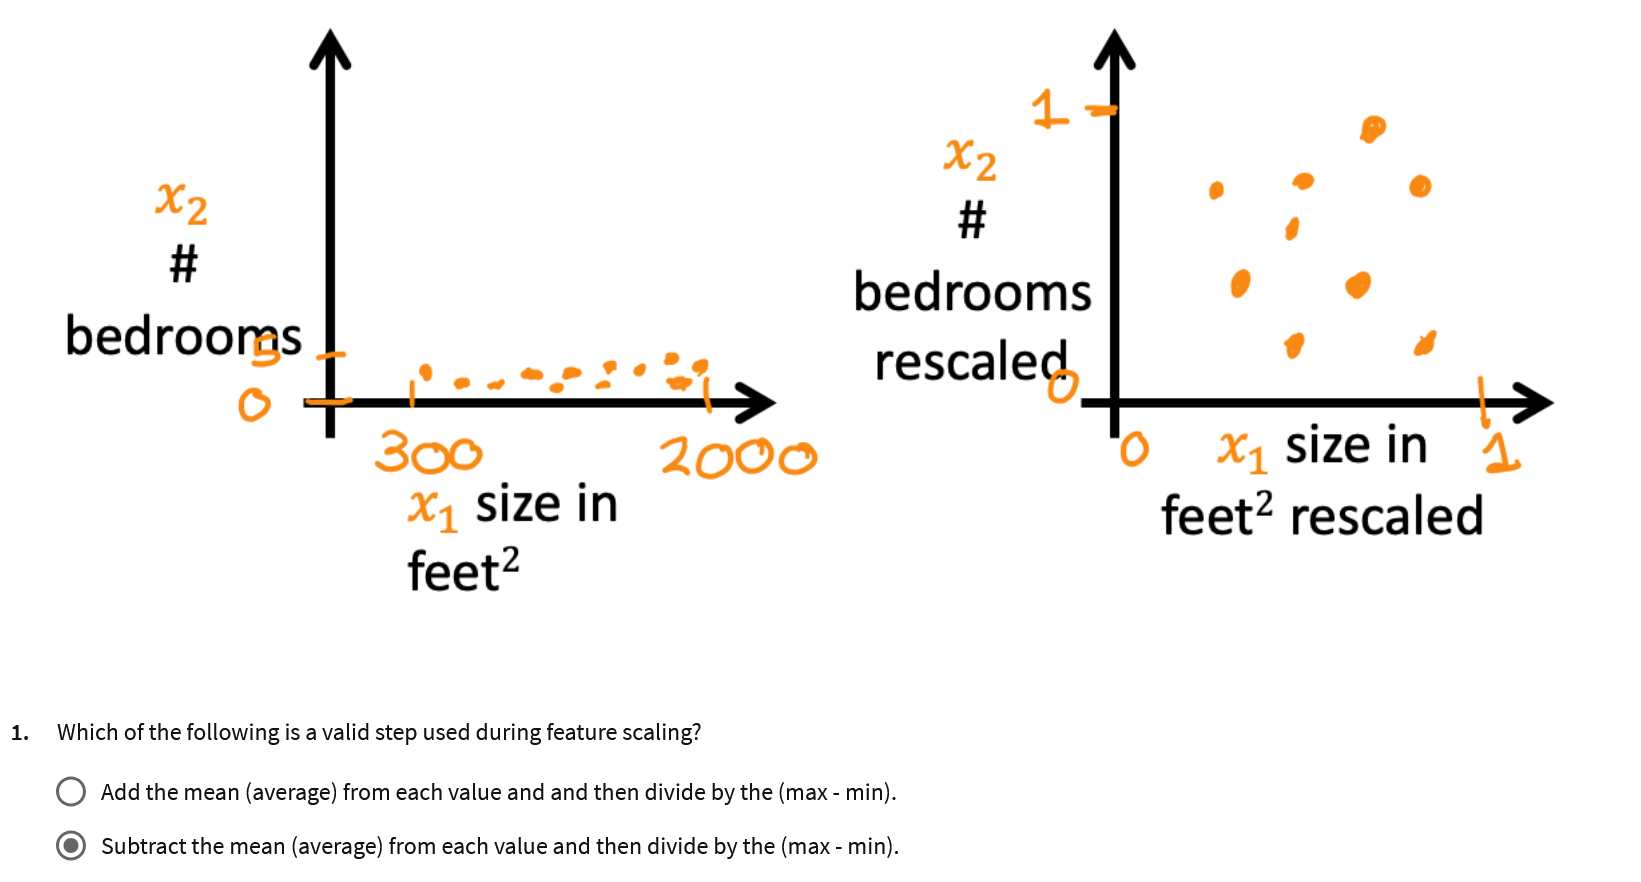 x₂
#
bedrooms
5
0
300
2000
x₁ size in
feet²
1
x₂
#
bedrooms
rescaled
0
0
x₁ size in
1
feet² rescaled
1. Which of the following is a valid step used during feature scaling?
Add the mean (average) from each value and and then divide by the (max - min).
Subtract the mean (average) from each value and then divide by the (max - min).